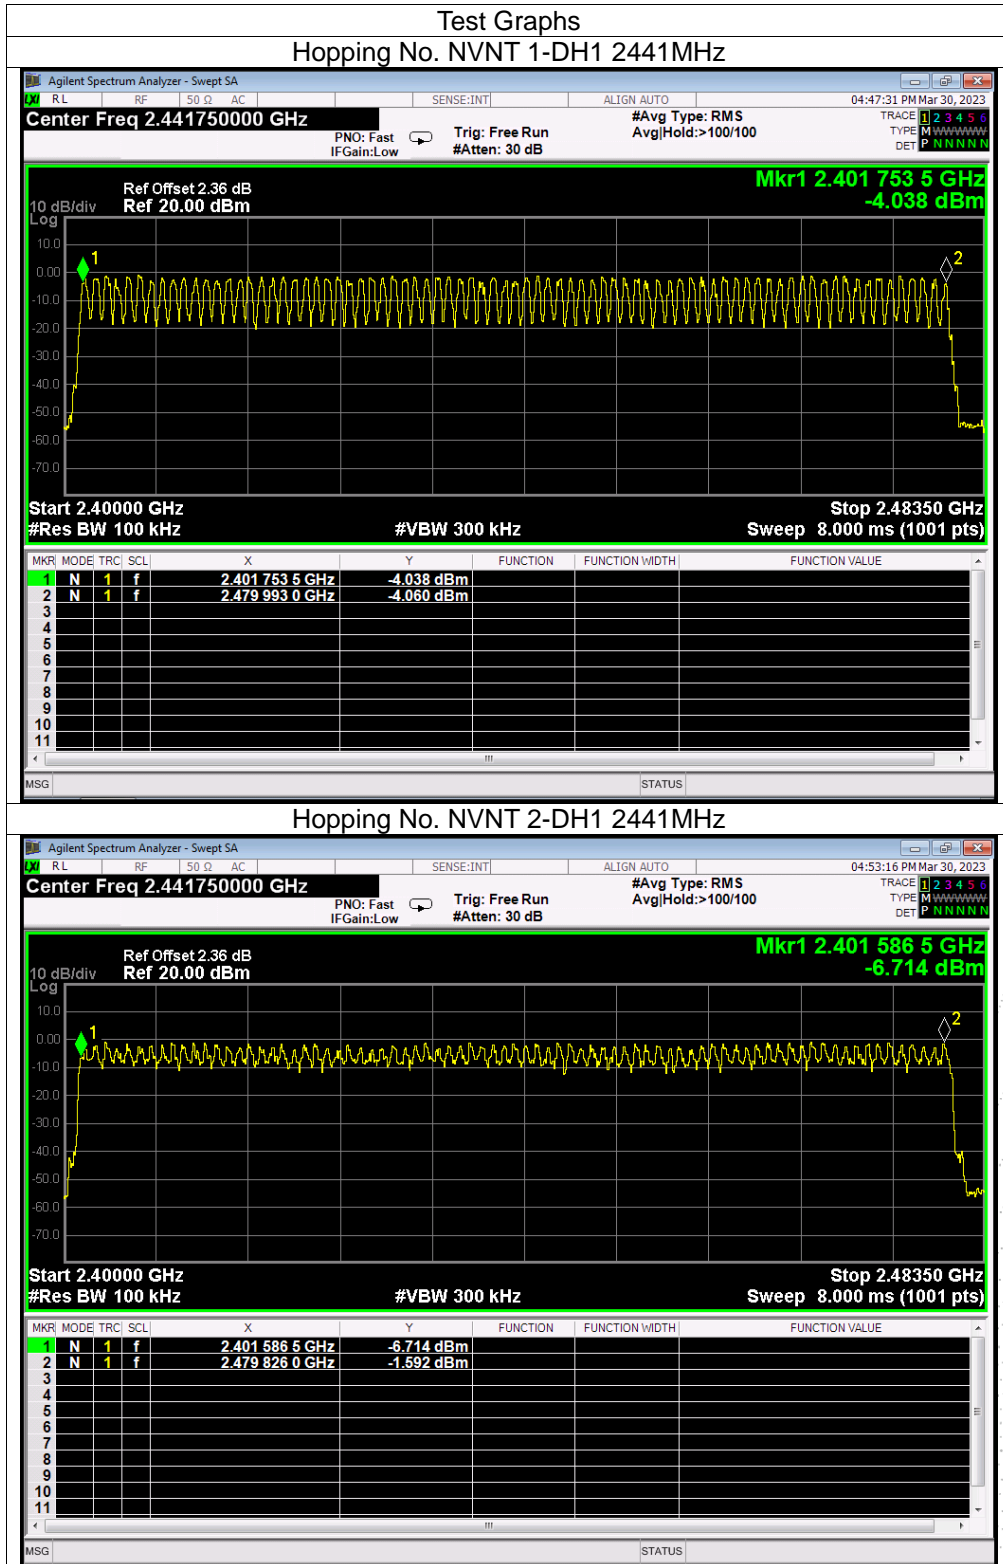 Test Graphs
Hopping No. NVNT 1-DH1 2441MHz
Agilent Spectrum Analyzer - Swept SA
LXI RL RF 50 Ω AC SENSE:INT ALIGN AUTO 04:47:31 PM Mar 30, 2023
Center Freq 2.441750000 GHz #Avg Type: RMS TRACE 1 2 3 4 5 6
PNO: Fast Trig: Free Run Avg|Hold:>100/100 TYPE M WWWWW
IFGain:Low #Atten: 30 dB DET P N N N N N
Mkr1 2.401 753 5 GHz
Ref Offset 2.36 dB
10 dB/div Ref 20.00 dBm -4.038 dBm
Log
10.0
1 2
0.00
-10.0
-20.0
-30.0
-40.0
-50.0
-60.0
-70.0
Start 2.40000 GHz Stop 2.48350 GHz
#Res BW 100 kHz #VBW 300 kHz Sweep 8.000 ms (1001 pts)
MKR MODE TRC SCL X Y FUNCTION FUNCTION WIDTH FUNCTION VALUE
1 N 1 f 2.401 753 5 GHz -4.038 dBm
2 N 1 f 2.479 993 0 GHz -4.060 dBm
3
4
5
6
7
8
9
10
11
MSG STATUS
Hopping No. NVNT 2-DH1 2441MHz
Agilent Spectrum Analyzer - Swept SA
LXI RL RF 50 Ω AC SENSE:INT ALIGN AUTO 04:53:16 PM Mar 30, 2023
Center Freq 2.441750000 GHz #Avg Type: RMS TRACE 1 2 3 4 5 6
PNO: Fast Trig: Free Run Avg|Hold:>100/100 TYPE M WWWWW
IFGain:Low #Atten: 30 dB DET P N N N N N
Mkr1 2.401 586 5 GHz
Ref Offset 2.36 dB
10 dB/div Ref 20.00 dBm -6.714 dBm
Log
10.0
1 2
0.00
-10.0
-20.0
-30.0
-40.0
-50.0
-60.0
-70.0
Start 2.40000 GHz Stop 2.48350 GHz
#Res BW 100 kHz #VBW 300 kHz Sweep 8.000 ms (1001 pts)
MKR MODE TRC SCL X Y FUNCTION FUNCTION WIDTH FUNCTION VALUE
1 N 1 f 2.401 586 5 GHz -6.714 dBm
2 N 1 f 2.479 826 0 GHz -1.592 dBm
3
4
5
6
7
8
9
10
11
MSG STATUS